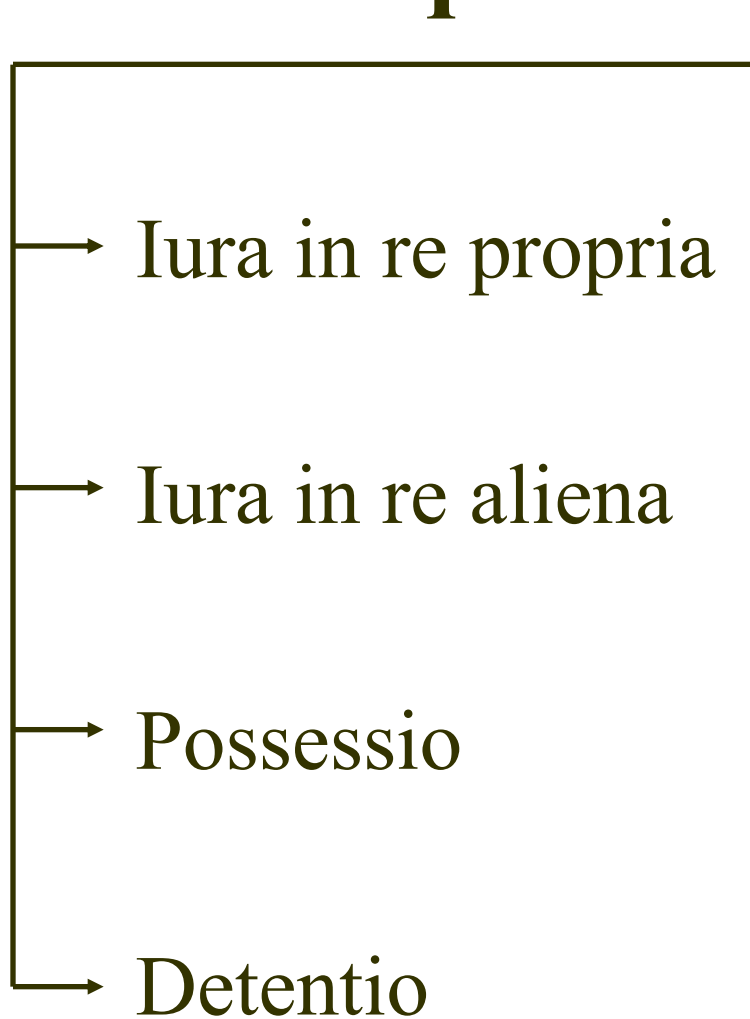 Iura in re propria
Iura in re aliena
Possessio
Detentio